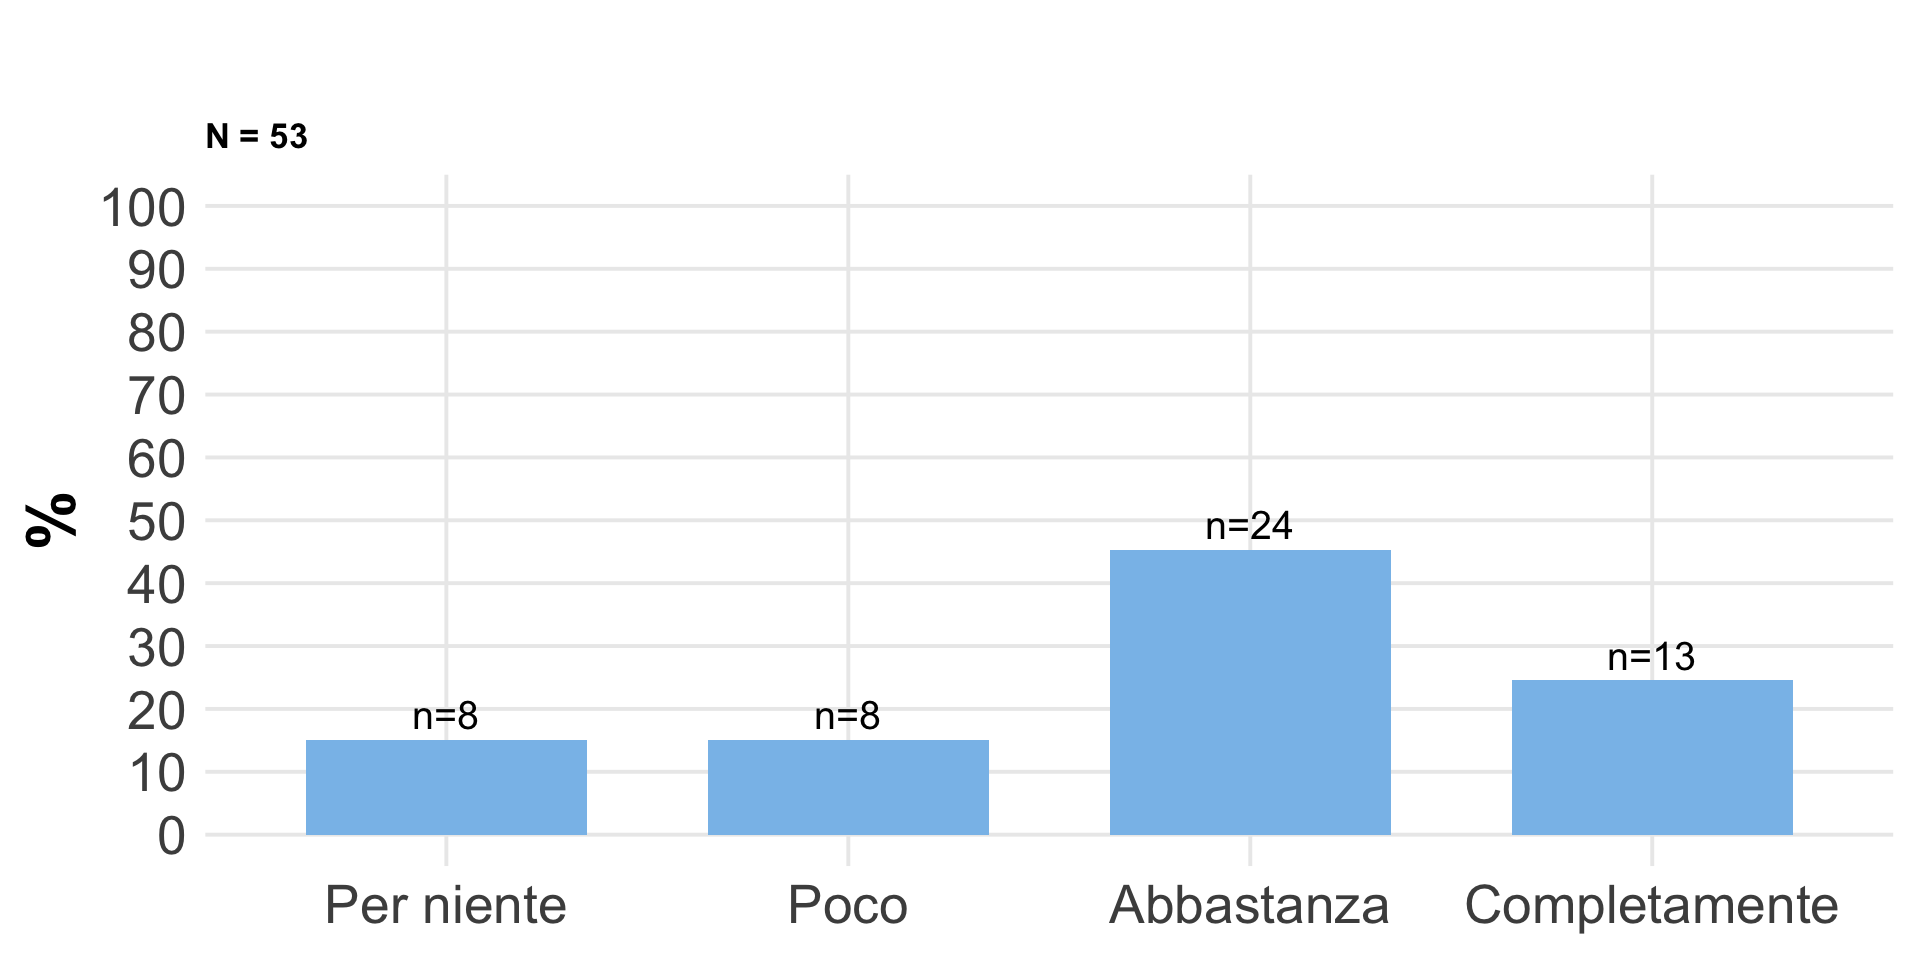 N = 53
100
90
80
70
60
50
40
30
20
10
0
%
n=8
n=8
n=24
n=13
Per niente
Poco
Abbastanza
Completamente